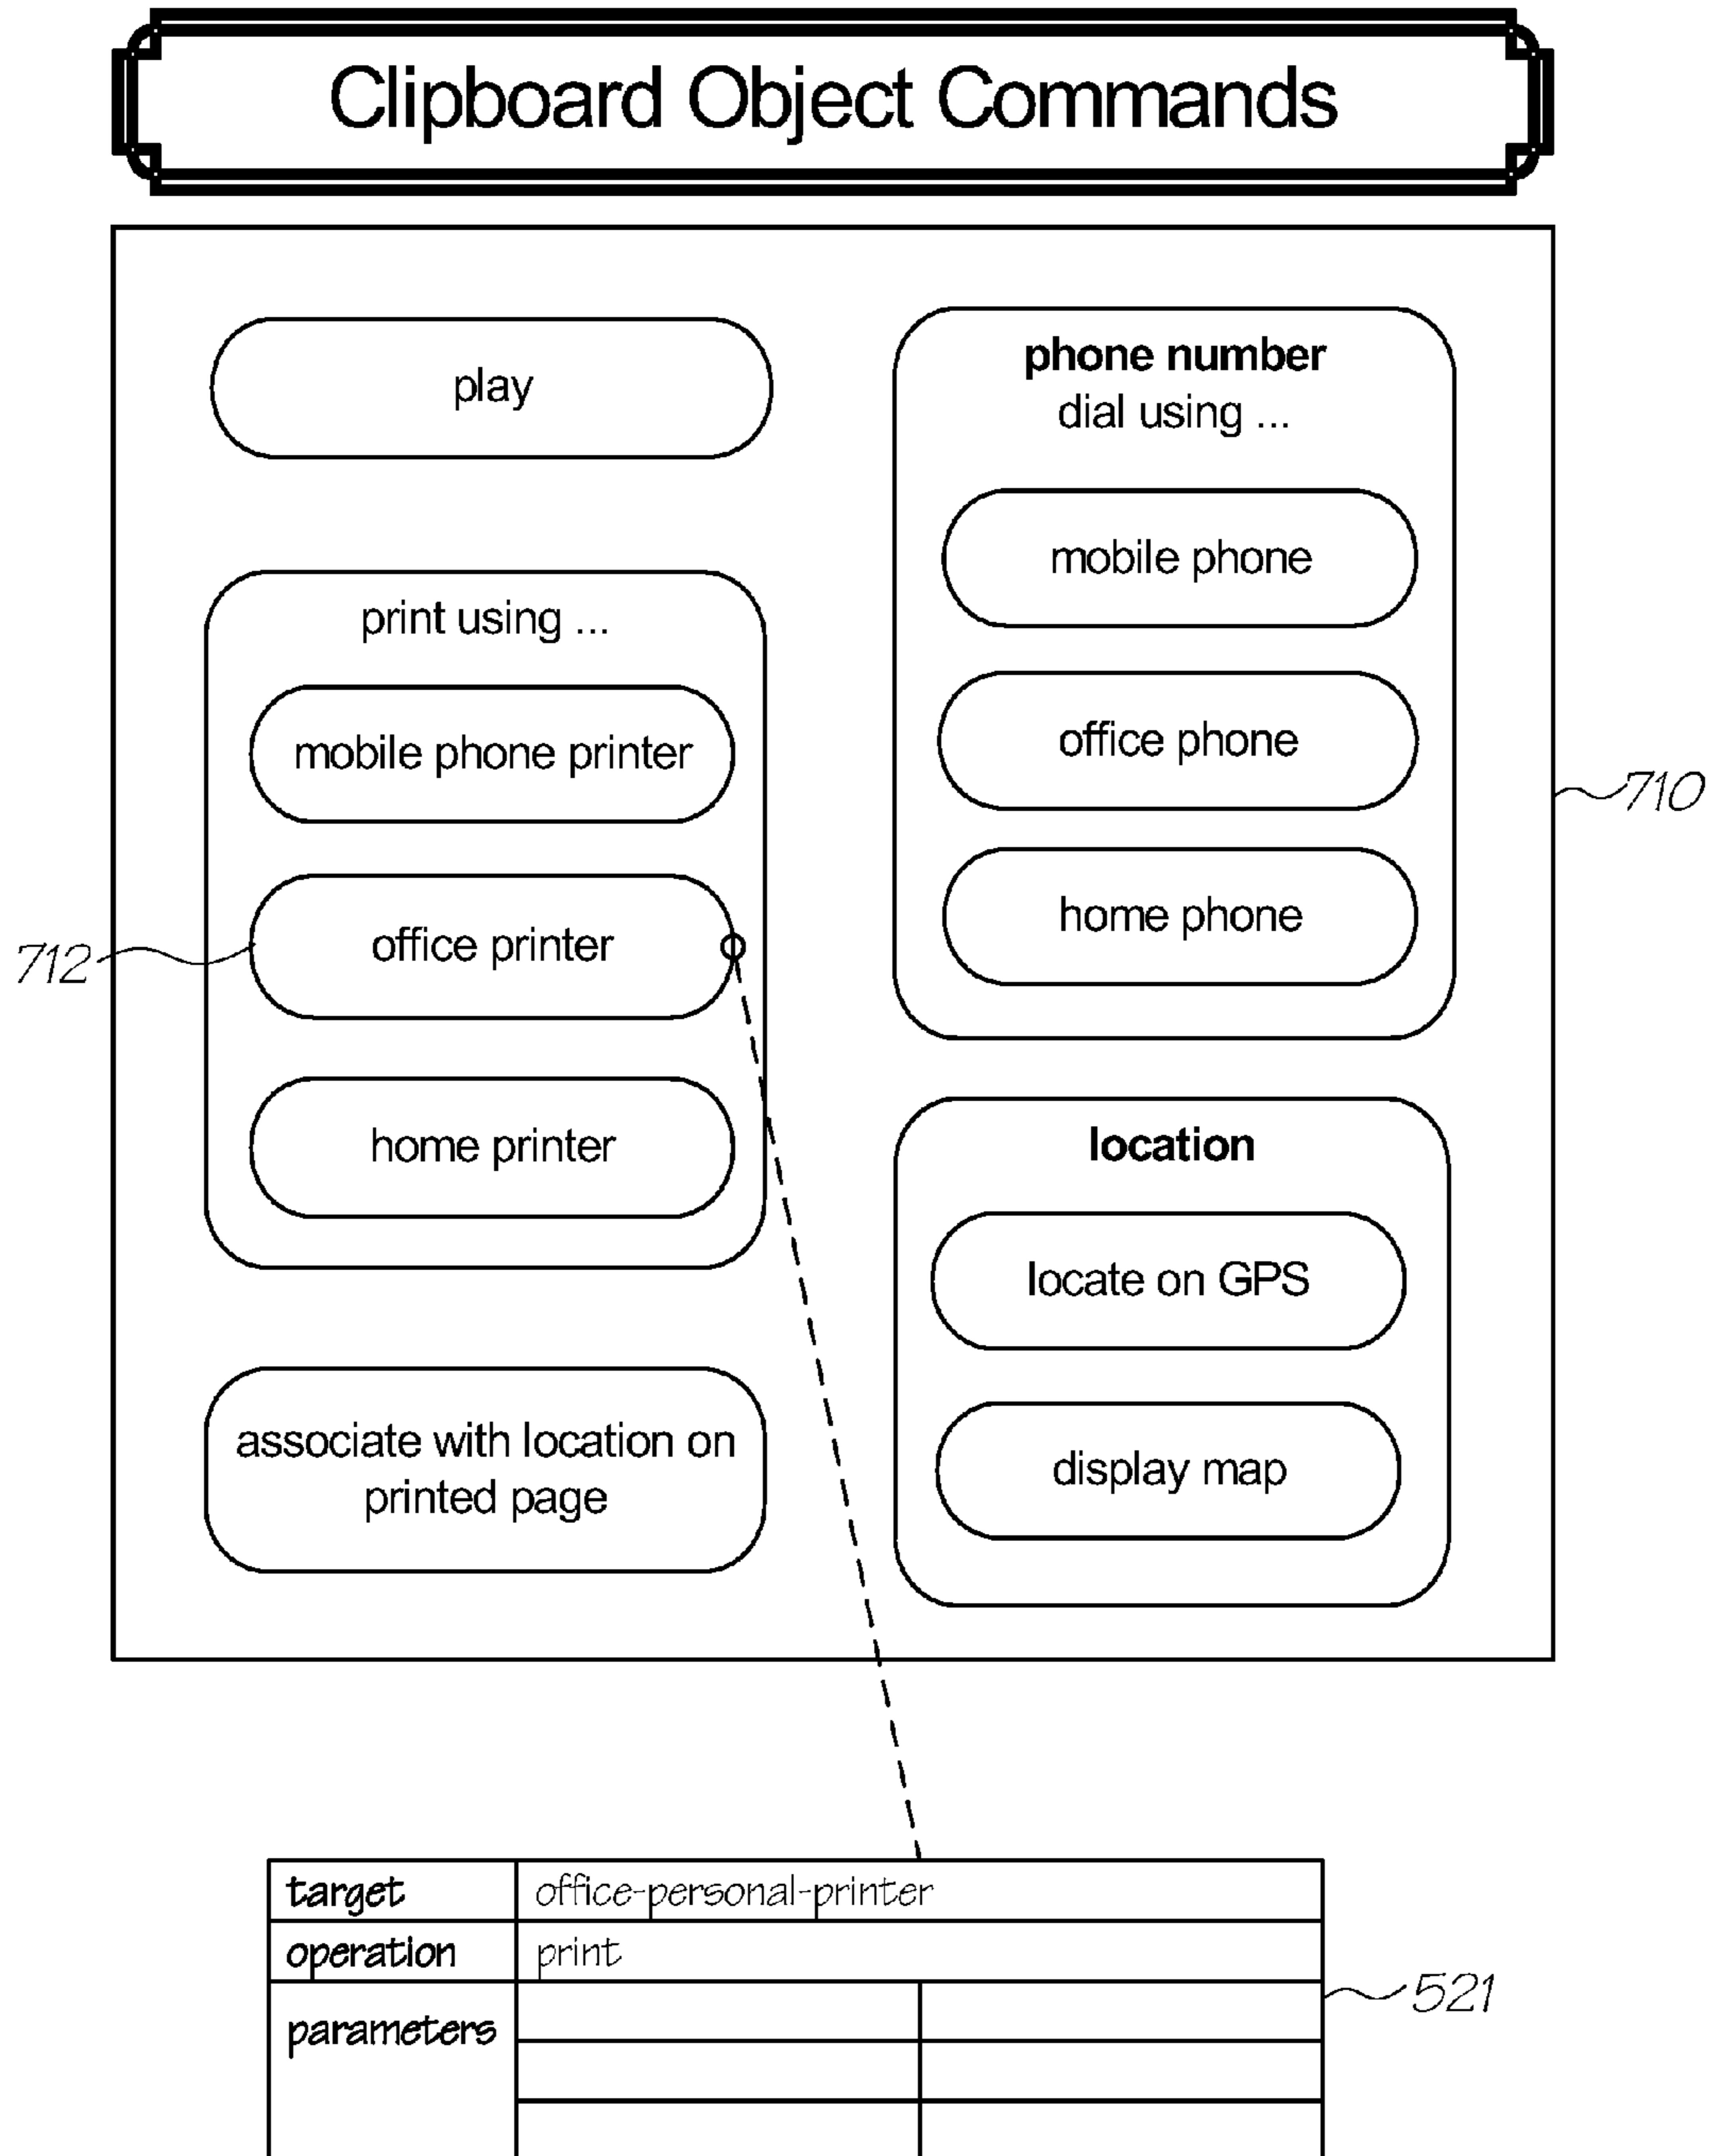 Clipboard Object Commands
play
print using ...
mobile phone printer
712
office printer
home printer
associate with location on
printed page
phone number
dial using ...
mobile phone
office phone
home phone
710
location
locate on GPS
display map
target office-personal-printer
operation print
parameters
521